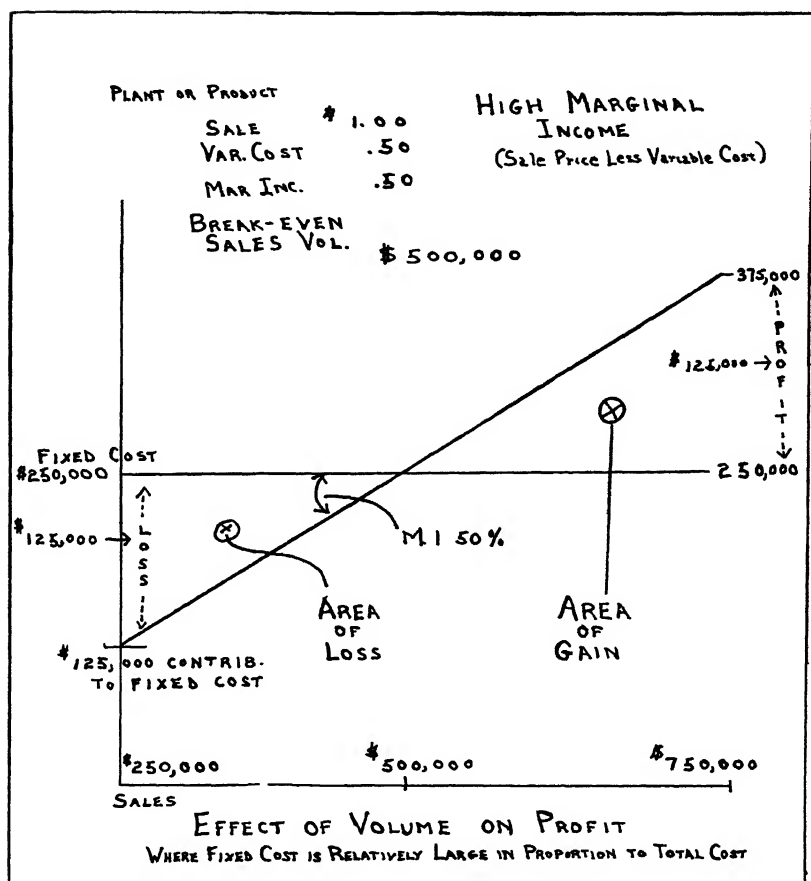 PLANT OR PRODUCT
SALE $ 1.00
VAR. COST .50
MAR INC. .50
BREAK-EVEN
SALES VOL. $ 500,000
HIGH MARGINAL
INCOME
(Sale Price Less Variable Cost)
375,000
PROFIT
$125,000
FIXED COST
$250,000
250,000
LOSS
$125,000
M.I 50%
AREA
OF
LOSS
AREA
OF
GAIN
$125,000 CONTRIB.
TO FIXED COST
$250,000 $500,000 $750,000
SALES
EFFECT OF VOLUME ON PROFIT
WHERE FIXED COST IS RELATIVELY LARGE IN PROPORTION TO TOTAL COST